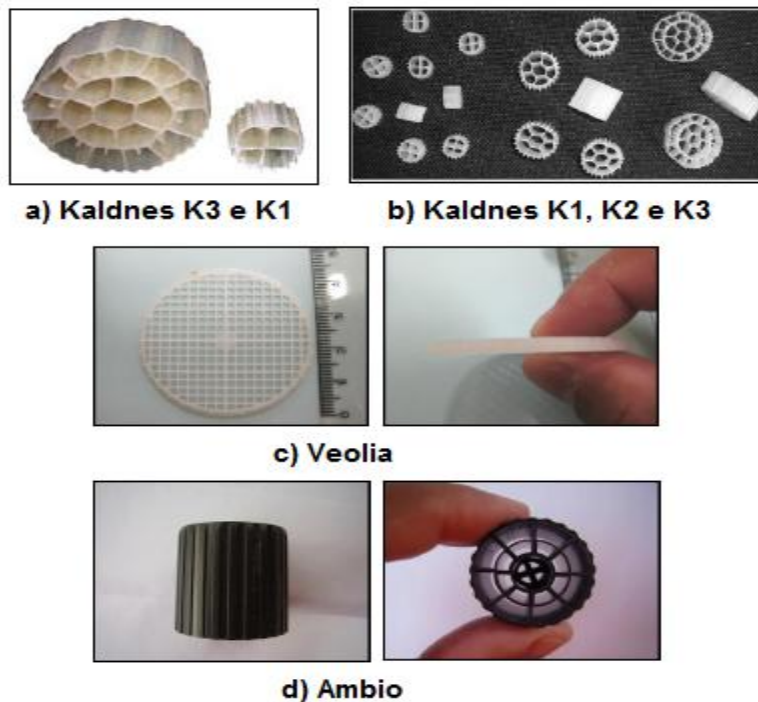 a) Kaldnes K3 e K1
b) Kaldnes K1, K2 e K3
c) Veolia
d) Ambio